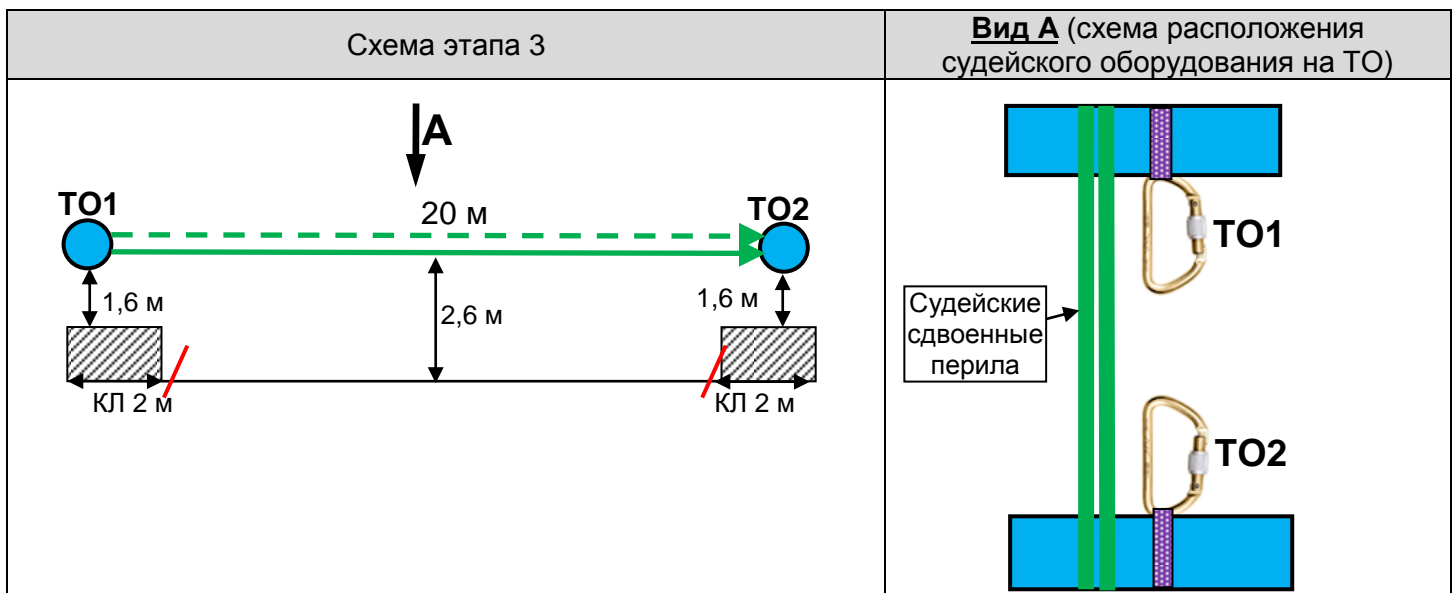 Схема этапа 3
Вид А (схема расположения
судейского оборудования на ТО)
А
ТО1
20 м
ТО2
1,6 м
2,6 м
1,6 м
КЛ 2 м
КЛ 2 м
ТО1
Судейские
сдвоенные
перила
ТО2